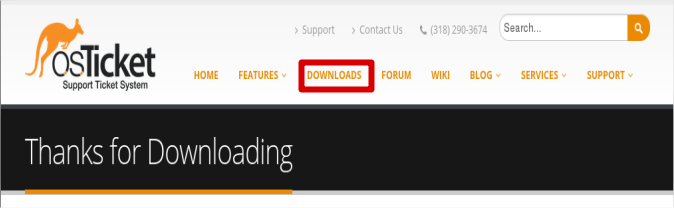 Support Contact Us (318) 290-3674 Search...
osTicket
Support Ticket System
HOME FEATURES DOWNLOADS FORUM WIKI BLOG SERVICES SUPPORT
Thanks for Downloading